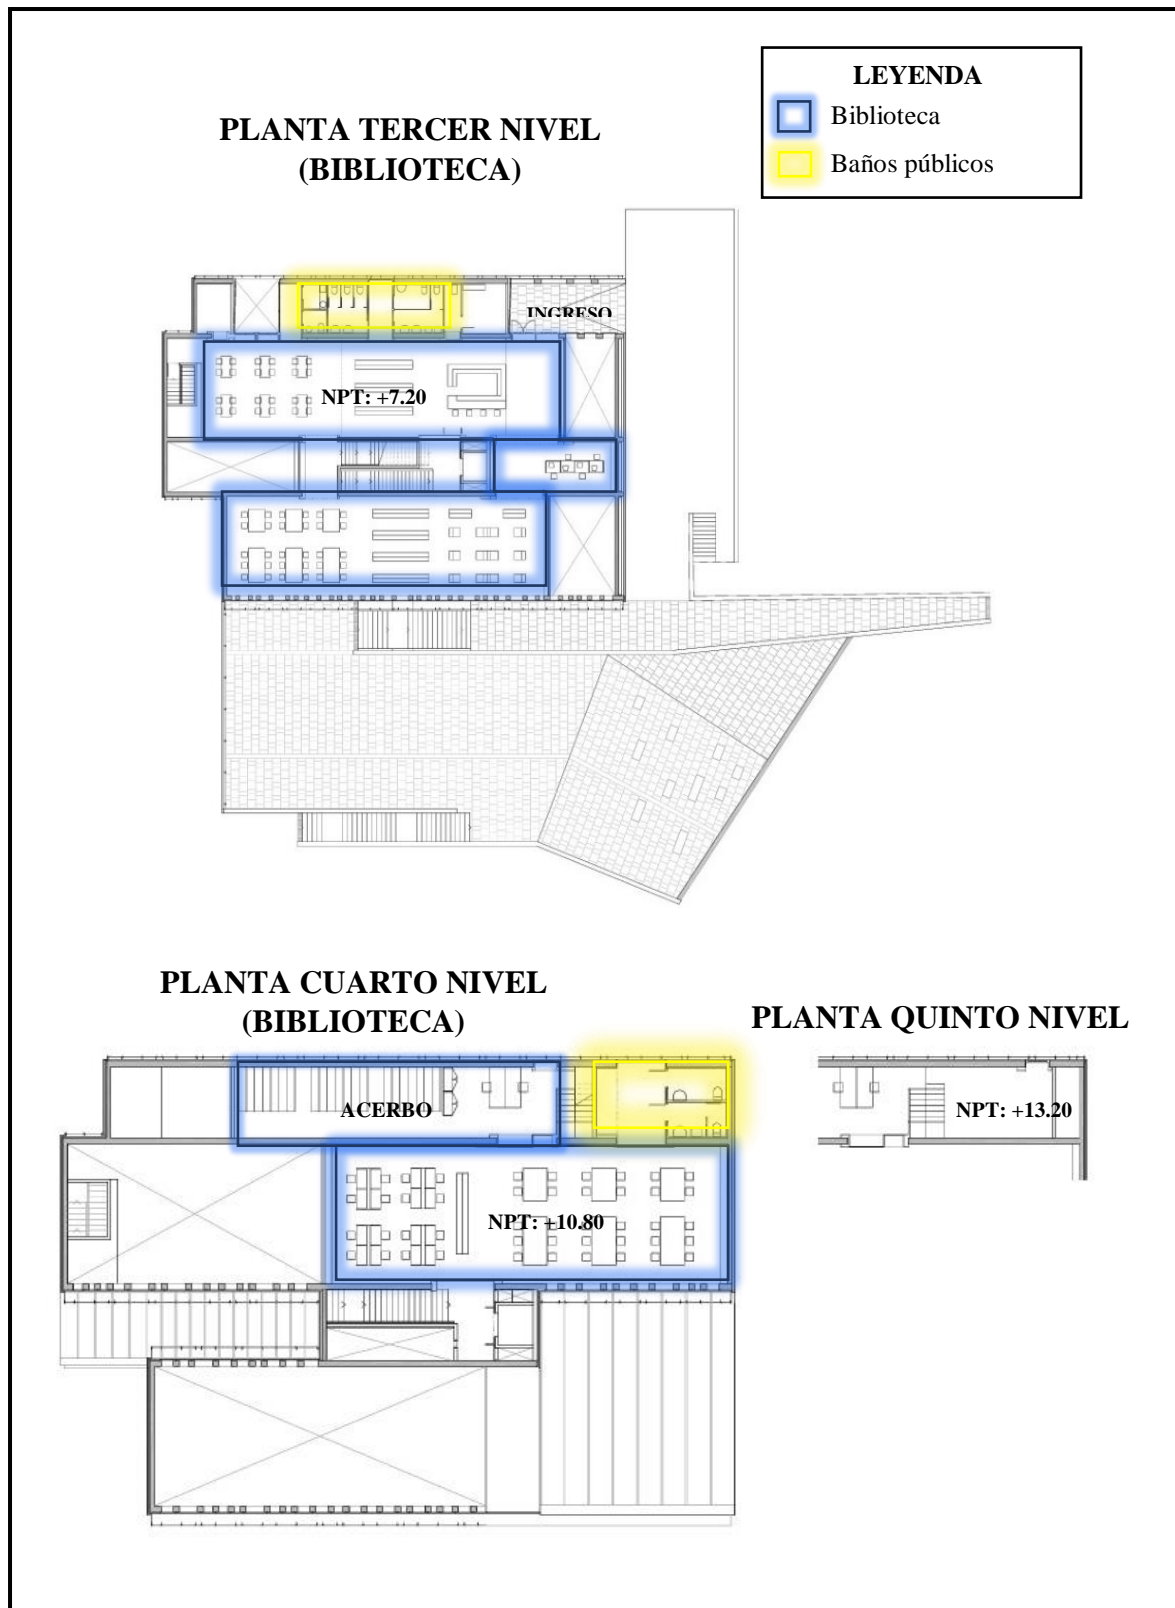 LEYENDA
Biblioteca
Baños públicos
PLANTA TERCER NIVEL
(BIBLIOTECA)
INGRESO
NPT: +7.20
PLANTA CUARTO NIVEL
(BIBLIOTECA)
PLANTA QUINTO NIVEL
ACERBO
NPT: +13.20
NPT: +10.80